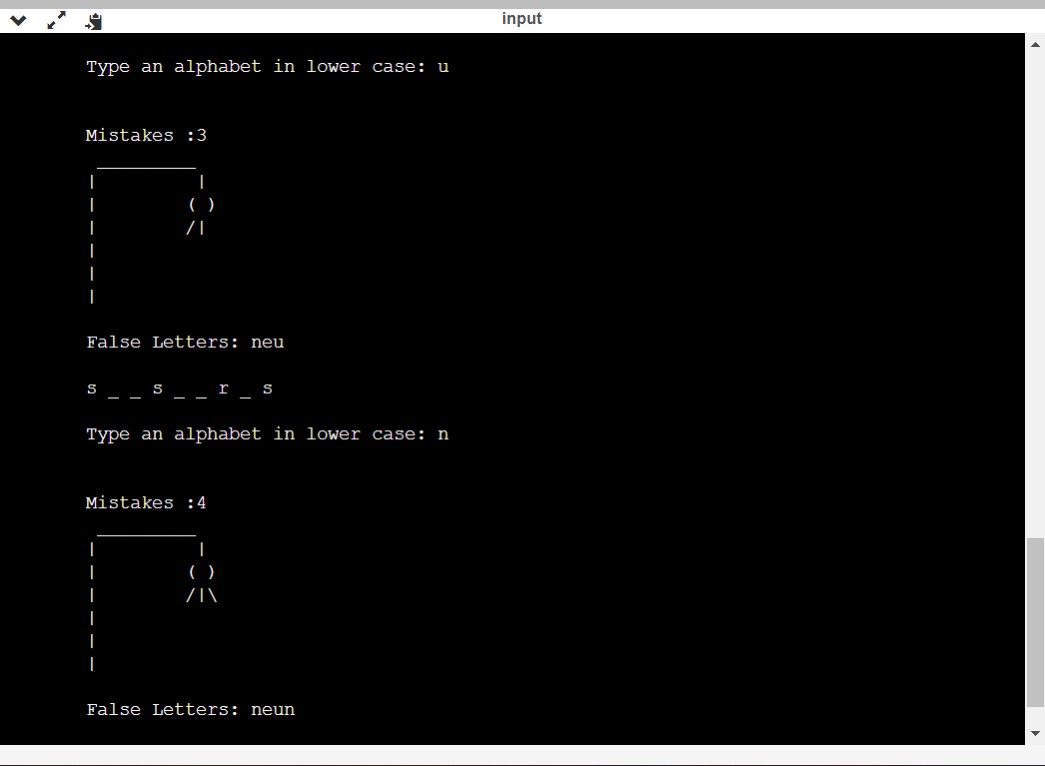 input
Type an alphabet in lower case: u
Mistakes :3
 _________
|         |
|        ( )
|        /|
|
|
|
False Letters: neu
s _ _ s _ _ r _ s
Type an alphabet in lower case: n
Mistakes :4
 _________
|         |
|        ( )
|        /|\
|
|
|
False Letters: neun